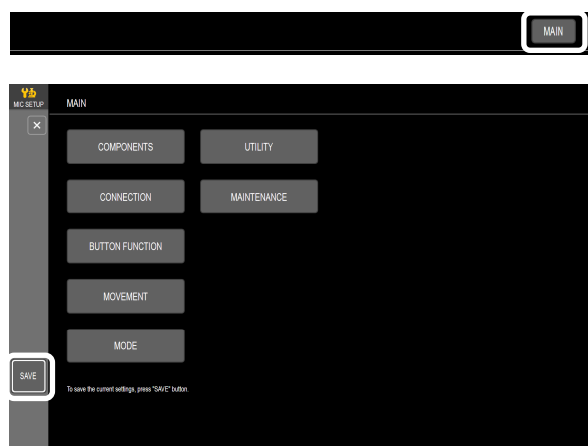 MAIN
MIC SETUP
MAIN
×
COMPONENTS
UTILITY
CONNECTION
MAINTENANCE
BUTTON FUNCTION
MOVEMENT
MODE
SAVE
To save the current settings, press "SAVE" button.